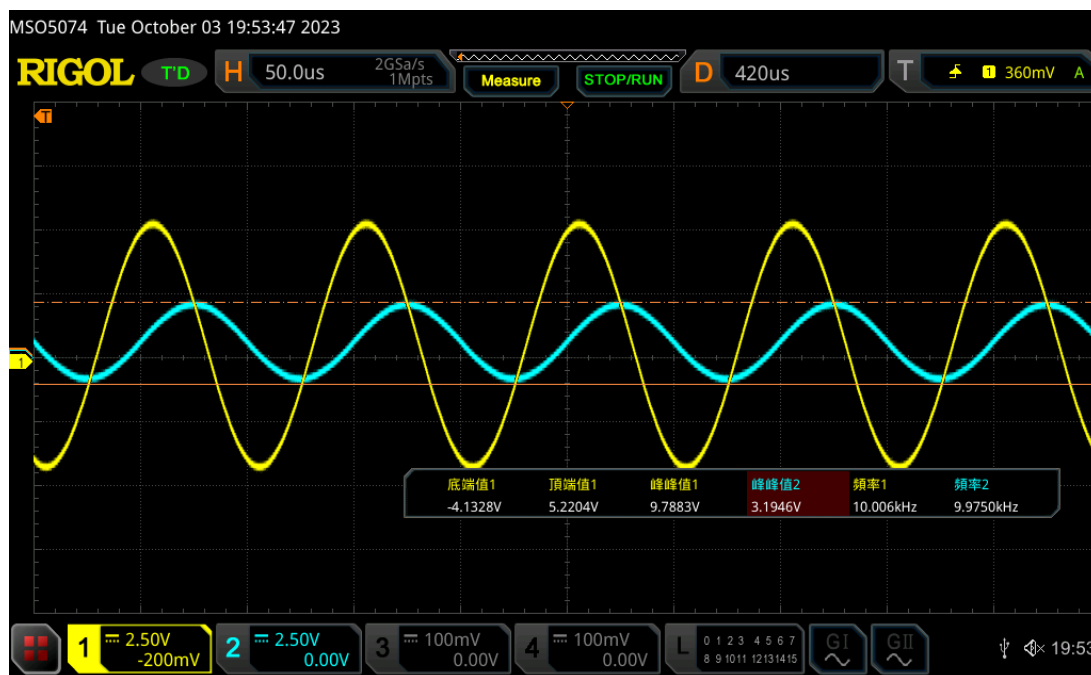 MSO5074 Tue October 03 19:53:47 2023
RIGOL T'D H 50.0us 2GSa/s 1Mpts Measure STOP/RUN D 420us T 1 360mV A
T
1
底端值1 頂端值1 峰峰值1 峰峰值2 頻率1 頻率2
-4.1328V 5.2204V 9.7883V 3.1946V 10.006kHz 9.9750kHz
1 2.50V -200mV 2 2.50V 0.00V 3 100mV 0.00V 4 100mV 0.00V L 0 1 2 3 4 5 6 7 8 9 10 11 12 13 14 15 GI GII 19:53